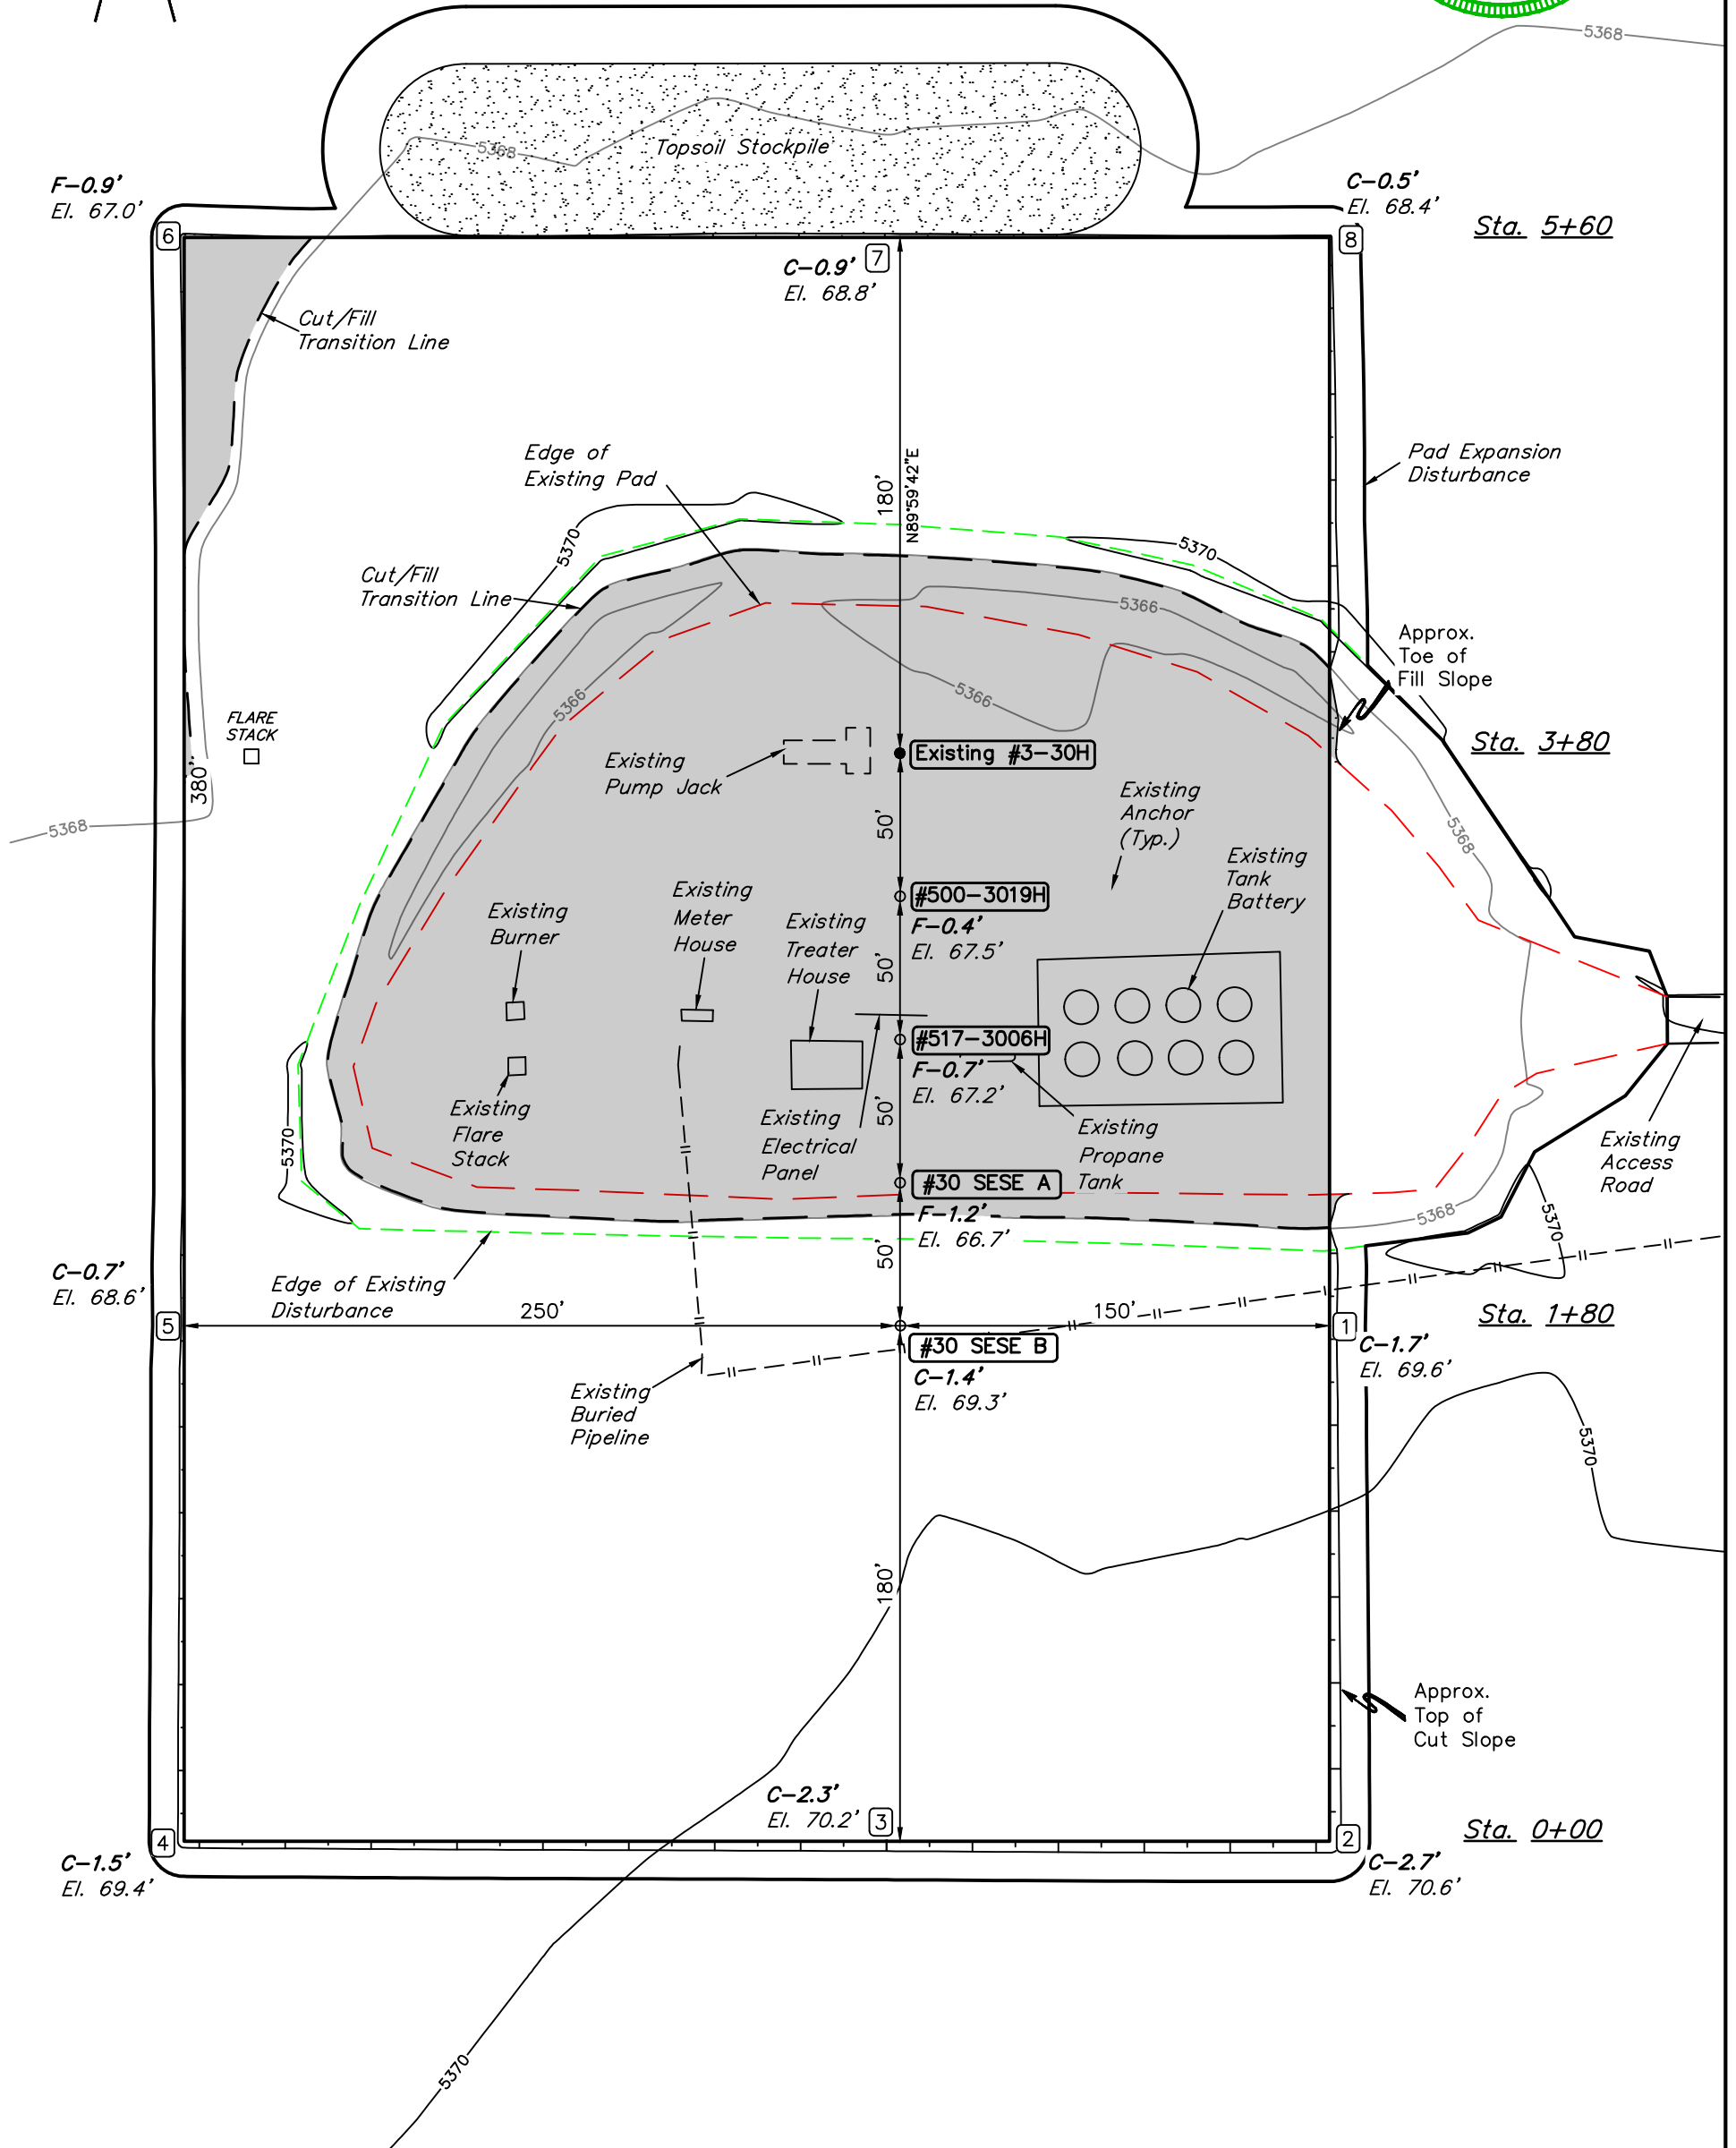 5368
5368
Topsoil Stockpile
F-0.9'
El. 67.0'
C-0.5'
El. 68.4'
Sta. 5+60
6
7
8
C-0.9'
El. 68.8'
Cut/Fill
Transition Line
Edge of
Existing Pad
180'
N89°59'42"E
Pad Expansion
Disturbance
5370
5370
Cut/Fill
Transition Line
5366
5366
5366
Approx.
Toe of
Fill Slope
FLARE
STACK
380'
Existing
Pump Jack
Existing #3-30H
Sta. 3+80
5368
5368
50'
Existing
Anchor
(Typ.)
Existing
Tank
Battery
Existing
Burner
Existing
Meter
House
Existing
Treater
House
#500-3019H
F-0.4'
El. 67.5'
50'
#517-3006H
F-0.7'
El. 67.2'
Existing
Flare
Stack
Existing
Electrical
Panel
50'
Existing
Propane
Tank
Existing
Access
Road
5370
#30 SESE A
F-1.2'
El. 66.7'
5368
5370
50'
C-0.7'
El. 68.6'
Edge of Existing
Disturbance
250'
150'
Sta. 1+80
5
1
#30 SESE B
C-1.4'
El. 69.3'
C-1.7'
El. 69.6'
Existing
Buried
Pipeline
5370
180'
Approx.
Top of
Cut Slope
C-2.3'
El. 70.2'
3
4
2
Sta. 0+00
C-1.5'
El. 69.4'
C-2.7'
El. 70.6'
5370